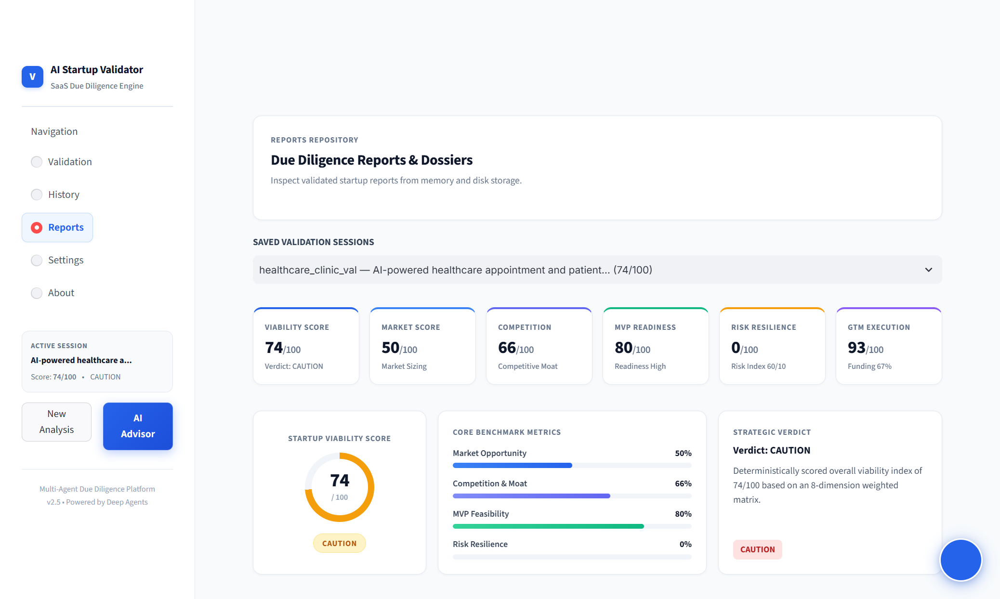 V
AI Startup Validator
SaaS Due Diligence Engine
Navigation
Validation
History
Reports
Settings
About
ACTIVE SESSION
AI-powered healthcare a...
Score: 74/100 • CAUTION
New
Analysis
AI
Advisor
Multi-Agent Due Diligence Platform
v2.5 • Powered by Deep Agents
REPORTS REPOSITORY
Due Diligence Reports & Dossiers
Inspect validated startup reports from memory and disk storage.
SAVED VALIDATION SESSIONS
healthcare_clinic_val — AI-powered healthcare appointment and patient... (74/100)
VIABILITY SCORE
74/100
Verdict: CAUTION
MARKET SCORE
50/100
Market Sizing
COMPETITION
66/100
Competitive Moat
MVP READINESS
80/100
Readiness High
RISK RESILIENCE
0/100
Risk Index 60/10
GTM EXECUTION
93/100
Funding 67%
STARTUP VIABILITY SCORE
74
/ 100
CAUTION
CORE BENCHMARK METRICS
Market Opportunity 50%
Competition & Moat 66%
MVP Feasibility 80%
Risk Resilience 0%
STRATEGIC VERDICT
Verdict: CAUTION
Deterministically scored overall viability index of
74/100 based on an 8-dimension weighted
matrix.
CAUTION